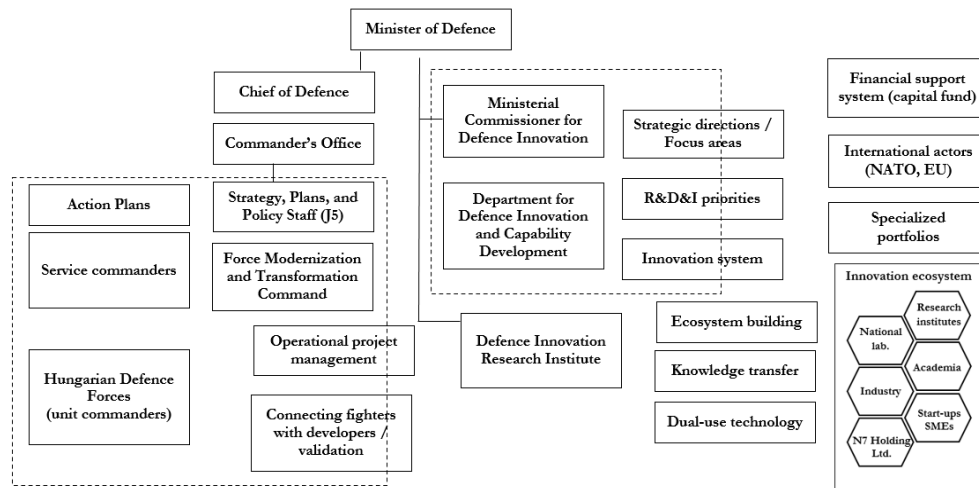 Minister of Defence
Chief of Defence
Commander's Office
Action Plans
Strategy, Plans, and
Policy Staff (J5)
Service commanders
Force Modernization
and Transformation
Command
Operational project
management
Hungarian Defence
Forces
(unit commanders)
Connecting fighters
with developers /
validation
Ministerial
Commissioner for
Defence Innovation
Strategic directions /
Focus areas
Department for
Defence Innovation
and Capability
Development
R&D&I priorities
Innovation system
Defence Innovation
Research Institute
Ecosystem building
Knowledge transfer
Dual-use technology
Financial support
system (capital fund)
International actors
(NATO, EU)
Specialized
portfolios
Innovation ecosystem
Research
institutes
National
lab.
Academia
Industry
Start-ups
SMEs
N7 Holding
Ltd.